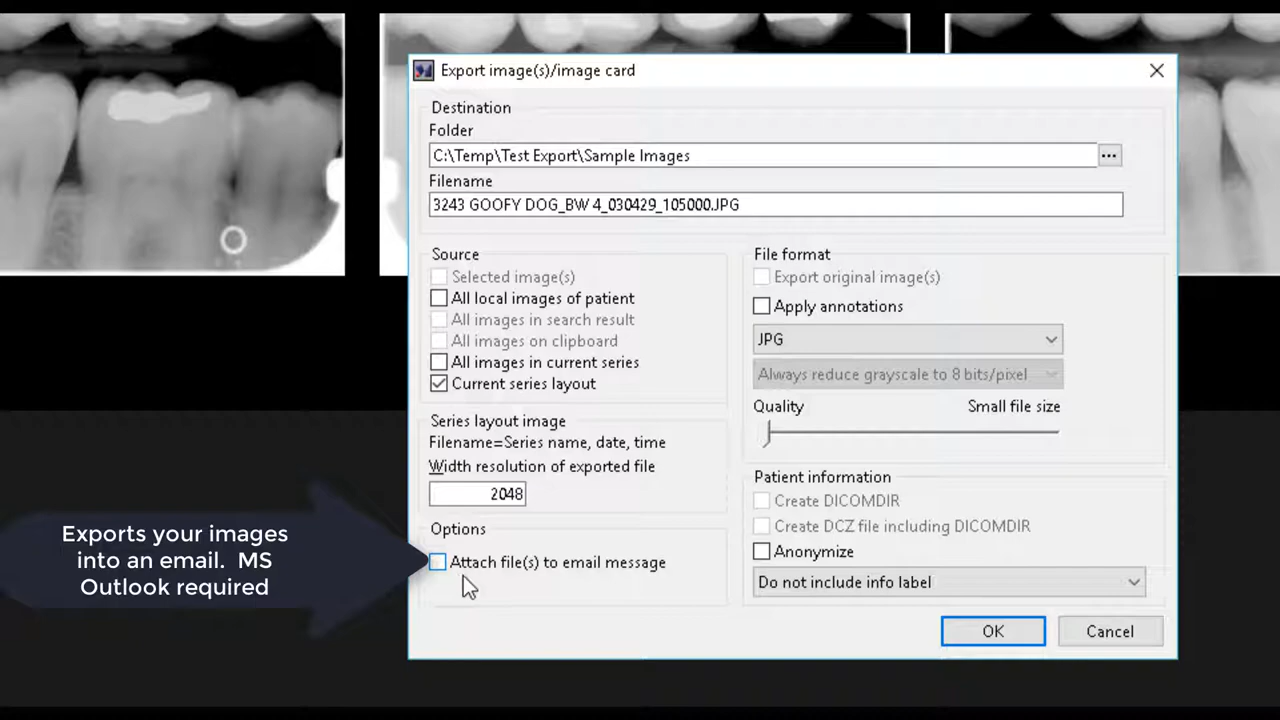 Export image(s)/image card
Destination
Folder
C:\Temp\Test Export\Sample Images
...
Filename
3243 GOOFY DOG_BW 4_030429_105000.JPG
Source
Selected image(s)
All local images of patient
All images in search result
All images on clipboard
All images in current series
Current series layout
Series layout image
Filename=Series name, date, time
Width resolution of exported file
2048
Options
Attach file(s) to email message
File format
Export original image(s)
Apply annotations
JPG
Always reduce grayscale to 8 bits/pixel
Quality Small file size
Patient information
Create DICOMDIR
Create DCZ file including DICOMDIR
Anonymize
Do not include info label
OK Cancel
Exports your images
into an email. MS
Outlook required